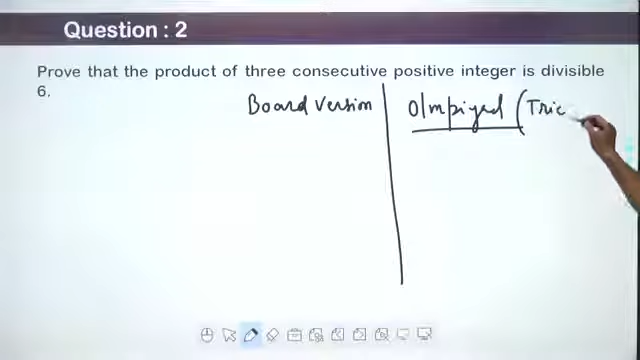 Question : 2
Prove that the product of three consecutive positive integer is divisible
6.
Board Version
Olmpiyad (Tric